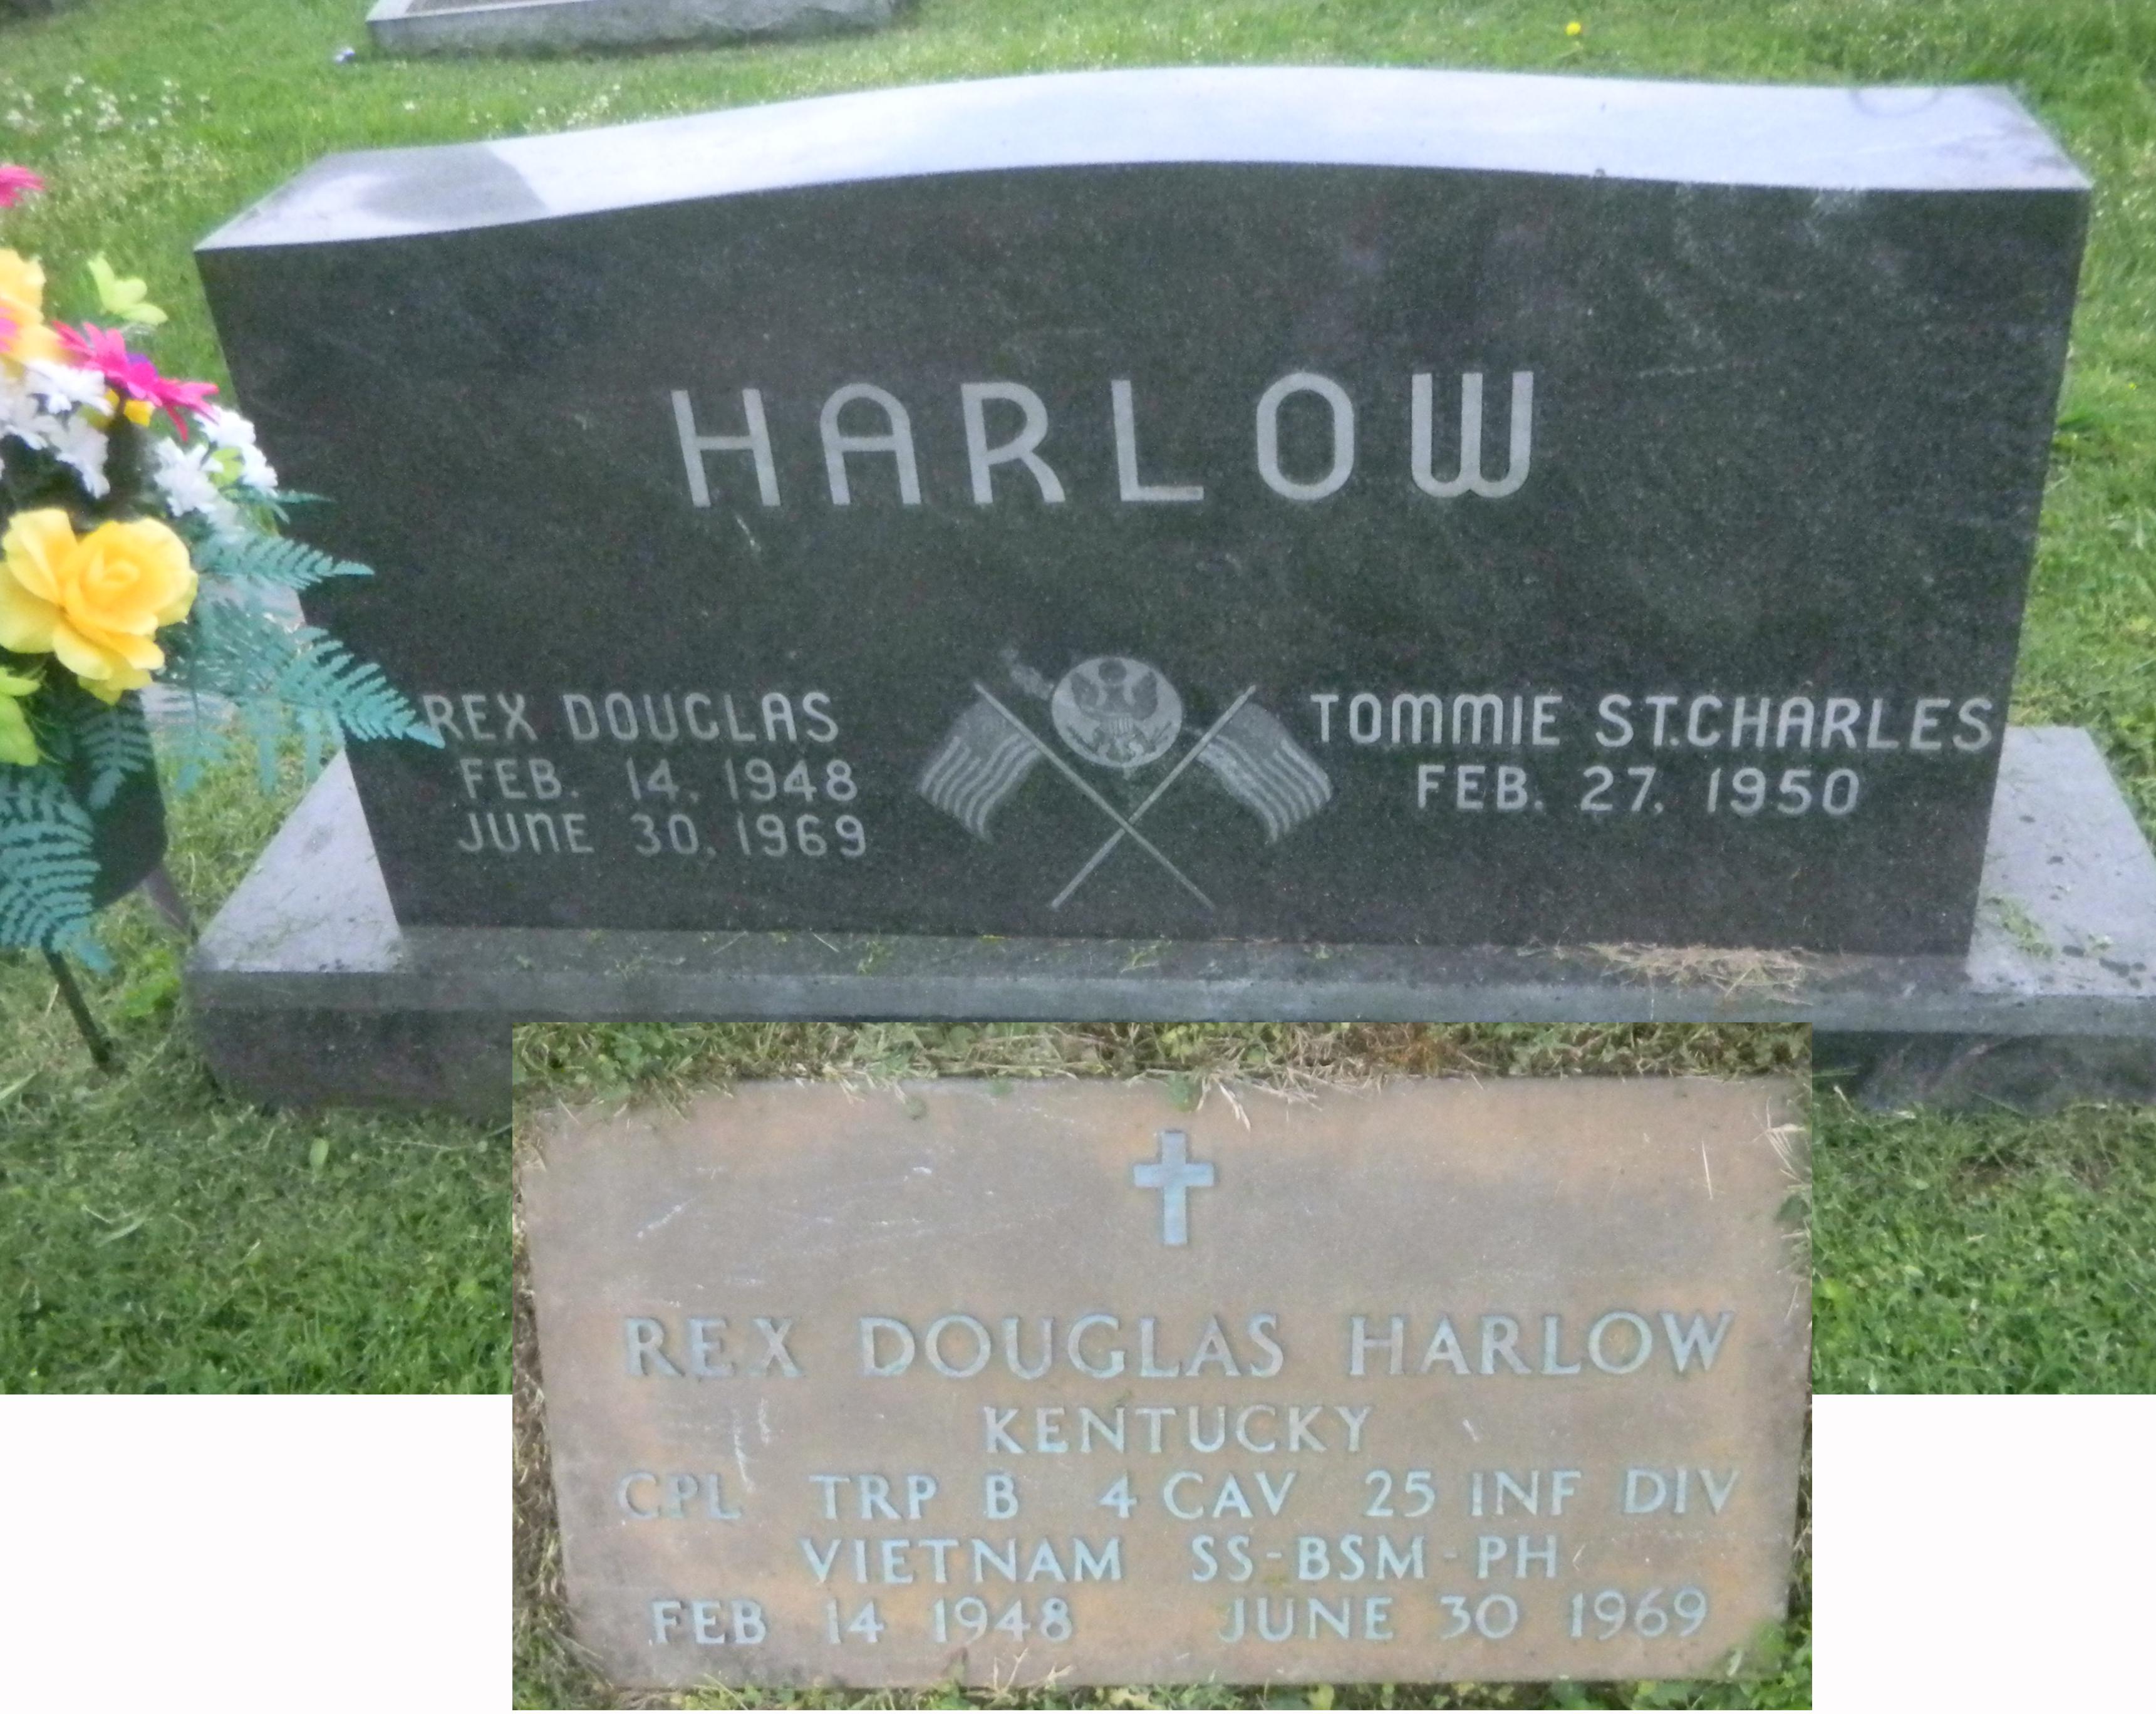 HARLOW
REX DOUGLAS
FEB. 14, 1948
JUNE 30, 1969
TOMMIE ST.CHARLES
FEB. 27, 1950
REX DOUGLAS HARLOW
KENTUCKY
CPL TRP B 4 CAV 25 INF DIV
VIETNAM SS-BSM-PH
FEB 14 1948 JUNE 30 1969